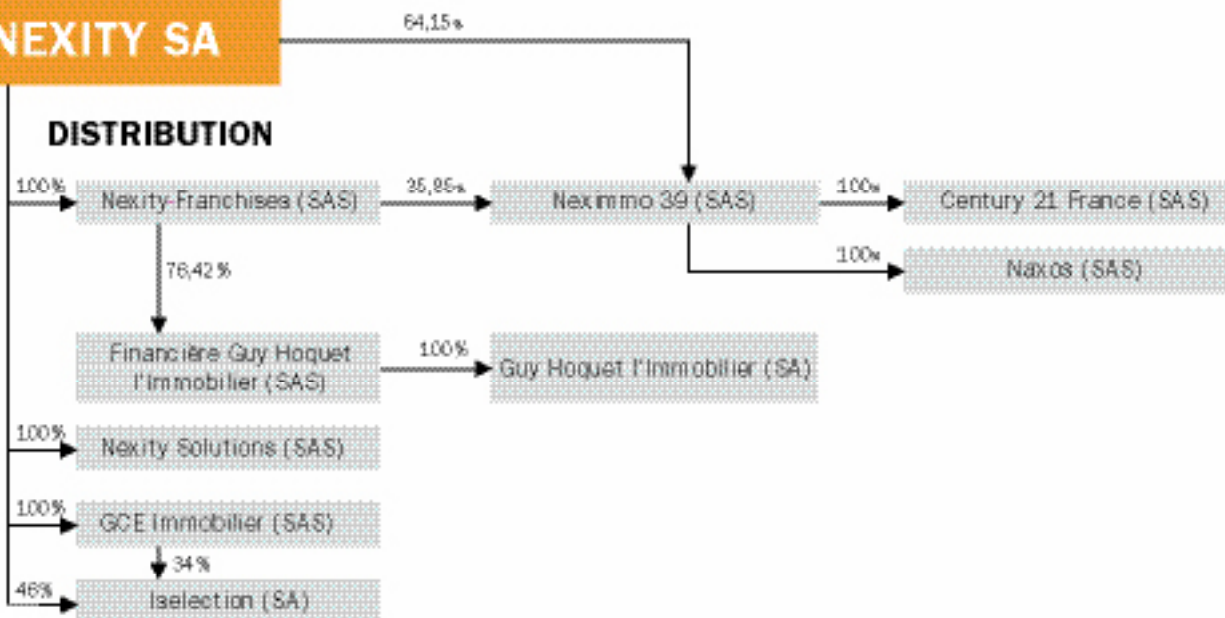 NEXITY SA
64,15%
DISTRIBUTION
100%
Nexity-Franchises (SAS)
35,85%
Neximmo 39 (SAS)
100%
Century 21 France (SAS)
100%
Naxos (SAS)
76,42%
Financière Guy Hoquet
l'Immobilier (SAS)
100%
Guy Hoquet l'Immobilier (SA)
100%
Nexity Solutions (SAS)
100%
GCE Immobilier (SAS)
34%
46%
Iselection (SA)